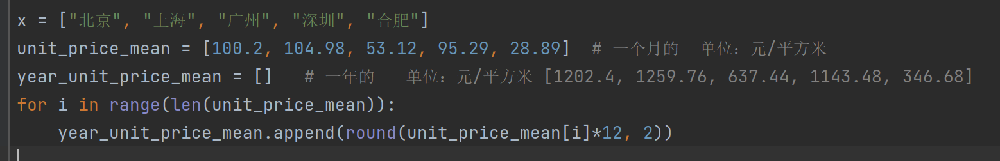 x = ["北京", "上海", "广州", "深圳", "合肥"]
unit_price_mean = [100.2, 104.98, 53.12, 95.29, 28.89]  # 一个月的  单位：元/平方米
year_unit_price_mean = []   # 一年的   单位：元/平方米 [1202.4, 1259.76, 637.44, 1143.48, 346.68]
for i in range(len(unit_price_mean)):
    year_unit_price_mean.append(round(unit_price_mean[i]*12, 2))